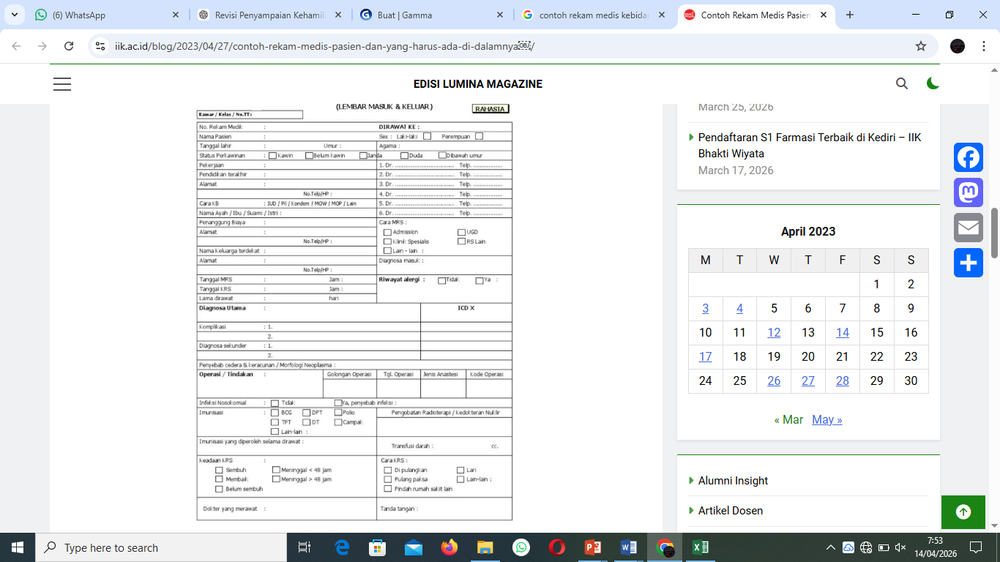 (6) WhatsApp
Revisi Penyampaian Kehamil
Buat | Gamma
contoh rekam medis kebidan
Contoh Rekam Medis Pasien
iik.ac.id/blog/2023/04/27/contoh-rekam-medis-pasien-dan-yang-harus-ada-di-dalamnya
EDISI LUMINA MAGAZINE
(LEMBAR MASUK & KELUAR)
RAHASIA
Kamar / Kelas / No.TT :
No. Rekam Medik : DIRAWAT KE :
Nama Pasien : Sex : Laki-laki Perempuan
Tanggal lahir : Umur : Agama :
Status Perkawinan : Kawin Belum kawin Janda Duda Dibawah umur
Pekerjaan : 1. Dr. .................................. Telp. .................
Pendidikan terakhir : 2. Dr. .................................. Telp. .................
Alamat : 3. Dr. .................................. Telp. .................
No.Telp/HP : 4. Dr. .................................. Telp. .................
Cara KB : IUD / Pil / Kondom / MOW / MOP / Lain 5. Dr. .................................. Telp. .................
Nama Ayah / Ibu / Suami / Istri : 6. Dr. .................................. Telp. .................
Penanggung Biaya : Cara MRS :
Alamat : Admission UGD
No.Telp/HP : Klinik Spesialis RS Lain
Nama Keluarga terdekat : Lain - lain :
Alamat : Diagnosa masuk :
No.Telp/HP :
Tanggal MRS : Jam : Riwayat alergi : Tidak Ya :
Tanggal KRS : Jam :
Lama dirawat : hari
Diagnosa Utama : ICD X
Komplikasi : 1.
2.
Diagnosa sekunder : 1.
2.
Penyebab cedera & keracunan / Morfologi Neoplasma :
Operasi / Tindakan : Golongan Operasi Tgl. Operasi Jenis Anastesi Kode Operasi
Infeksi Nosokomial : Tidak Ya, penyebab infeksi :
Imunisasi : BCG DPT Polio Pengobatan Radioterapi / Kedokteran Nuklir
TFT DT Campak
Lain-lain :
Imunisasi yang diperoleh selama dirawat :
Transfusi darah : cc.
Keadaan KRS : Cara KRS :
Sembuh Meninggal < 48 jam Di pulangkan Lari
Membaik Meninggal > 48 jam Pulang paksa Lain-lain :
Belum sembuh Pindah rumah sakit lain
Dokter yang merawat : Tanda tangan :
March 25, 2026
Pendaftaran S1 Farmasi Terbaik di Kediri – IIK
Bhakti Wiyata
March 17, 2026
April 2023
M T W T F S S
1 2
3 4 5 6 7 8 9
10 11 12 13 14 15 16
17 18 19 20 21 22 23
24 25 26 27 28 29 30
« Mar May »
Alumni Insight
Artikel Dosen
Type here to search
7:53
14/04/2026